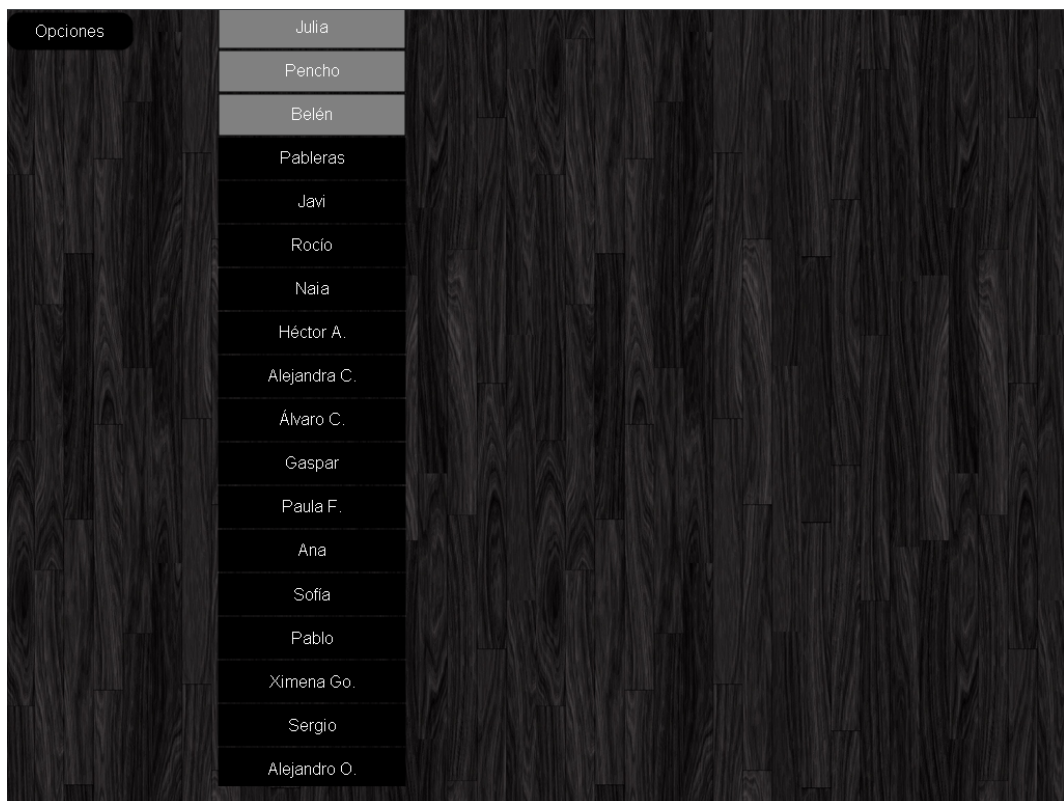 Opciones
Julia
Pencho
Belén
Pableras
Javi
Rocío
Naia
Héctor A.
Alejandra C.
Álvaro C.
Gaspar
Paula F.
Ana
Sofía
Pablo
Ximena Go.
Sergio
Alejandro O.